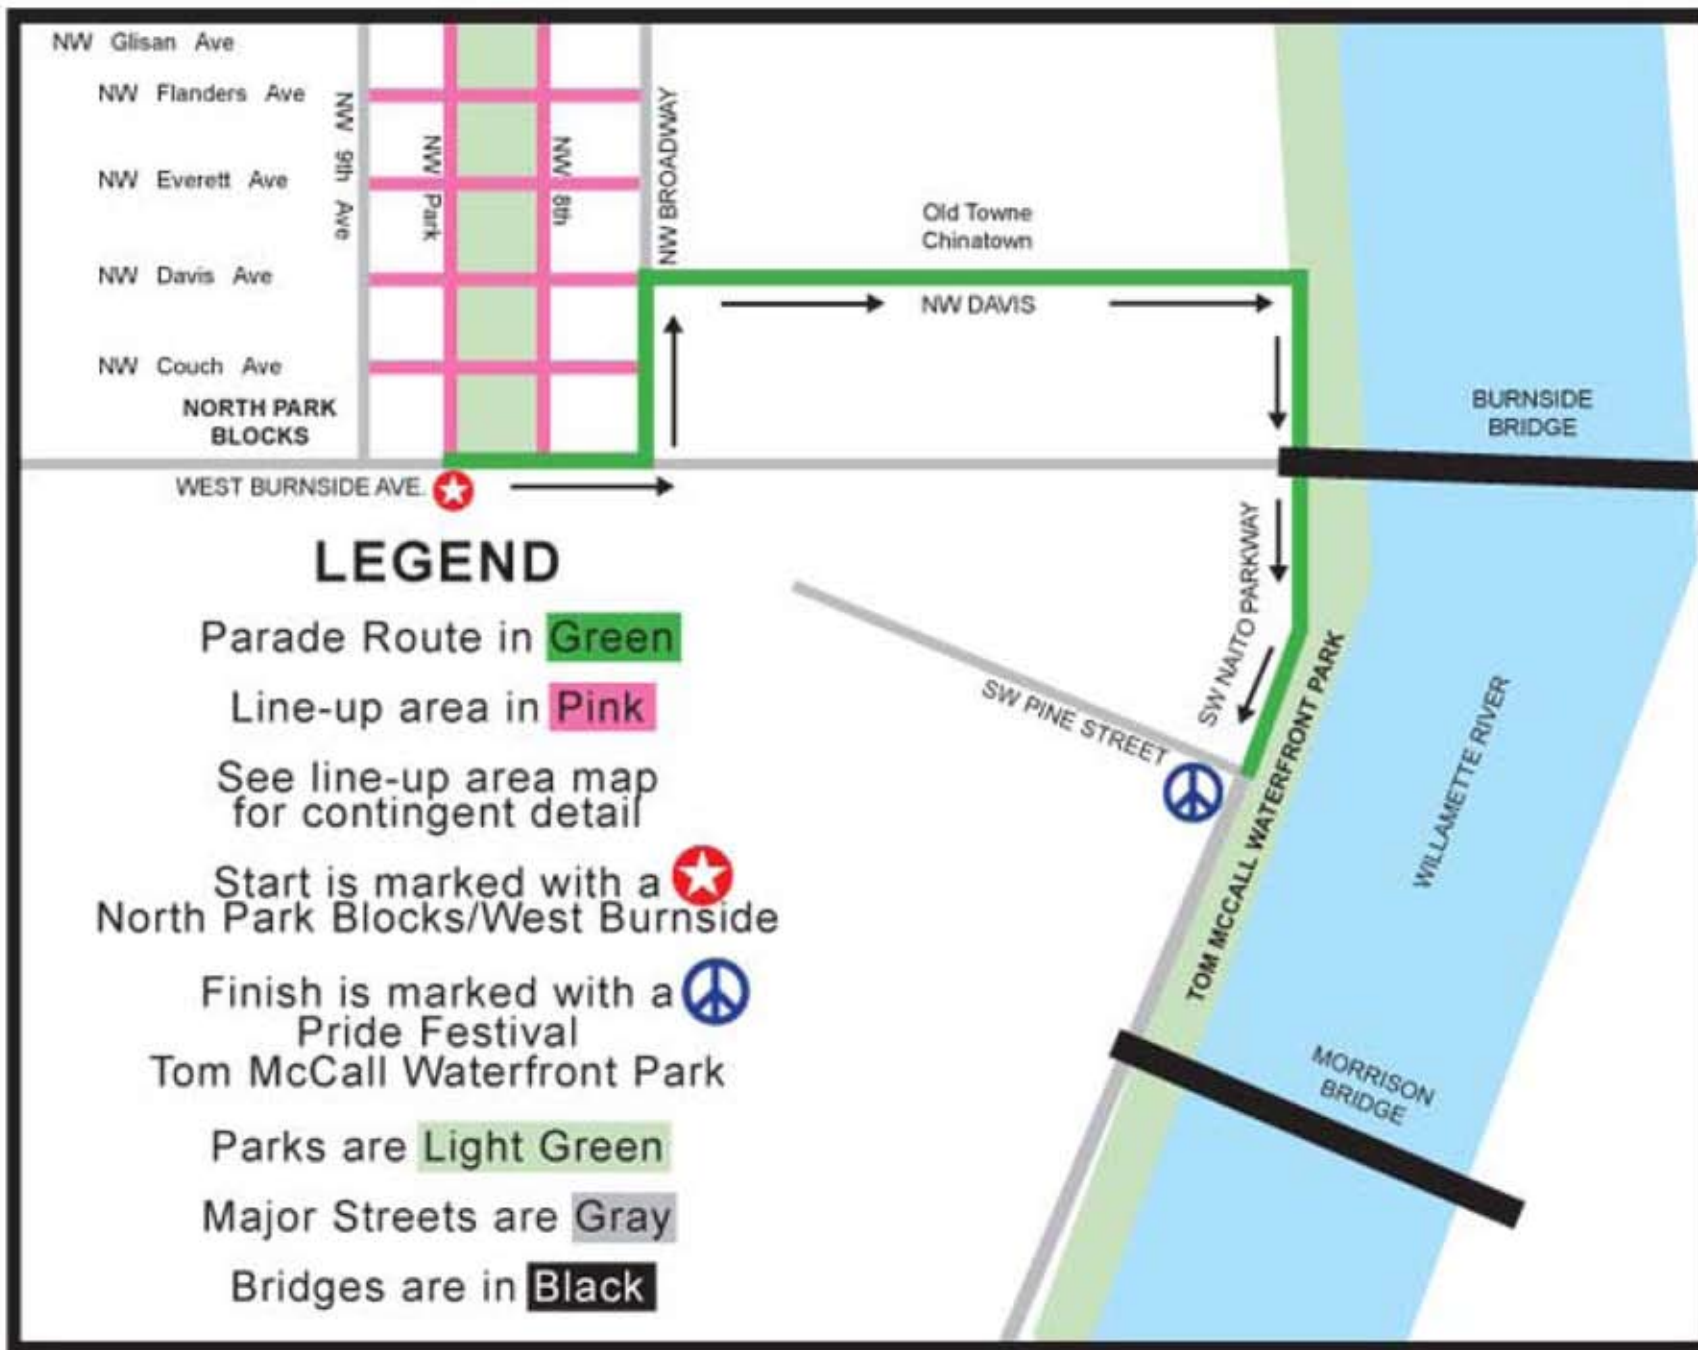 NW Glisan Ave
NW Flanders Ave
NW Everett Ave
NW Davis Ave
NW Couch Ave
NORTH PARK
BLOCKS
NW 9th Ave
NW Park
NW 8th
NW BROADWAY
Old Towne
Chinatown
NW DAVIS
BURNSIDE
BRIDGE
WEST BURNSIDE AVE.
SW NAITO PARKWAY
SW PINE STREET
TOM MCCALL WATERFRONT PARK
WILLAMETTE RIVER
MORRISON
BRIDGE
LEGEND
Parade Route in Green
Line-up area in Pink
See line-up area map
for contingent detail
Start is marked with a
North Park Blocks/West Burnside
Finish is marked with a
Pride Festival
Tom McCall Waterfront Park
Parks are Light Green
Major Streets are Gray
Bridges are in Black